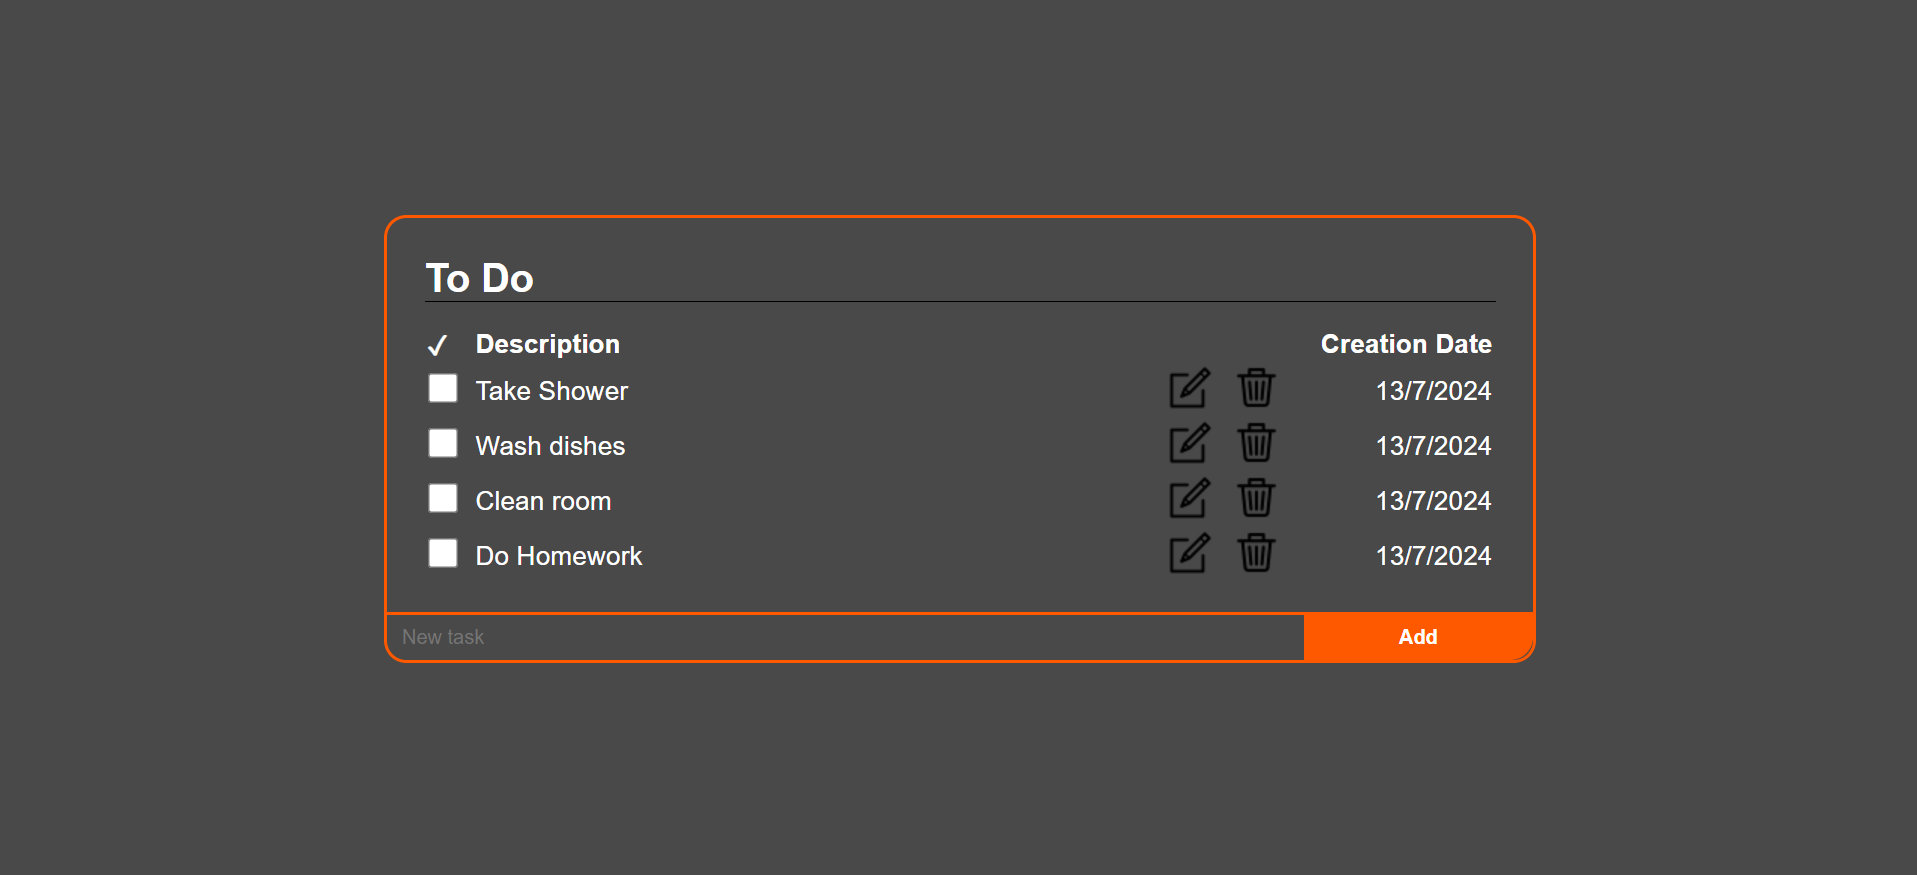 To Do
✓ Description Creation Date
Take Shower 13/7/2024
Wash dishes 13/7/2024
Clean room 13/7/2024
Do Homework 13/7/2024
New task Add